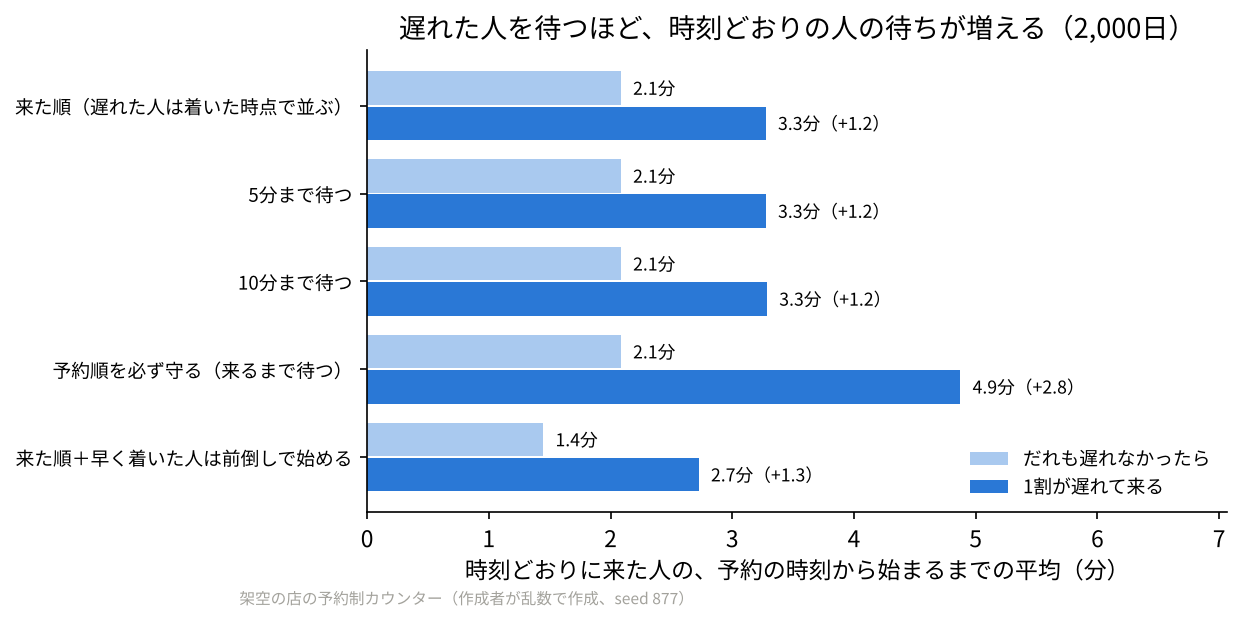 遅れた人を待つほど、時刻どおりの人の待ちが増える（2,000日）
来た順（遅れた人は着いた時点で並ぶ）
2.1分
3.3分（+1.2）
5分まで待つ
2.1分
3.3分（+1.2）
10分まで待つ
2.1分
3.3分（+1.2）
予約順を必ず守る（来るまで待つ）
2.1分
4.9分（+2.8）
来た順＋早く着いた人は前倒しで始める
1.4分
2.7分（+1.3）
だれも遅れなかったら
1割が遅れて来る
0 1 2 3 4 5 6 7
時刻どおりに来た人の、予約の時刻から始まるまでの平均（分）
架空の店の予約制カウンター（作成者が乱数で作成、seed 877）